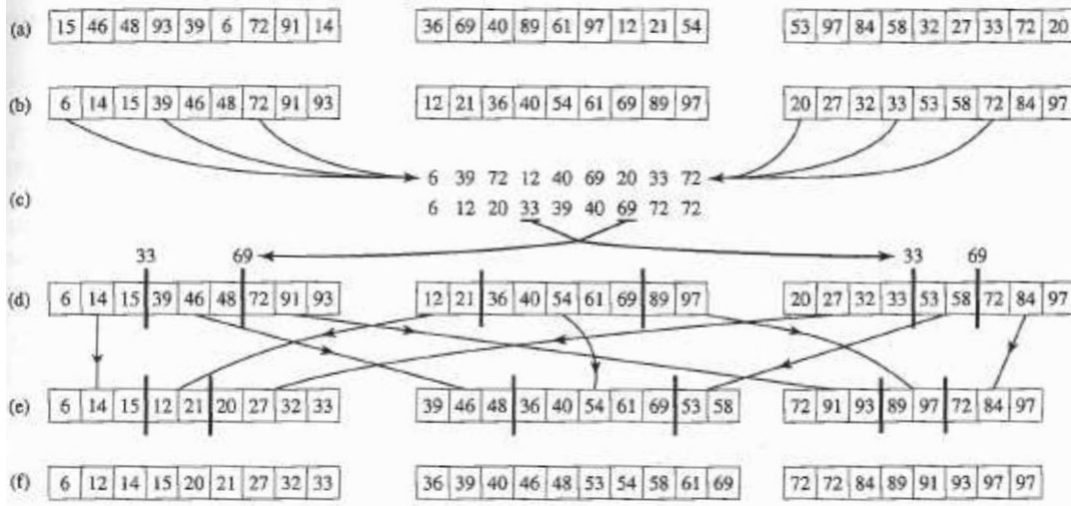 (a) 15 46 48 93 39 6 72 91 14 36 69 40 89 61 97 12 21 54 53 97 84 58 32 27 33 72 20
(b) 6 14 15 39 46 48 72 91 93 12 21 36 40 54 61 69 89 97 20 27 32 33 53 58 72 84 97
6 39 72 12 40 69 20 33 72
(c)
6 12 20 33 39 40 69 72 72
33 69 33 69
(d) 6 14 15 39 46 48 72 91 93 12 21 36 40 54 61 69 89 97 20 27 32 33 53 58 72 84 97
(e) 6 14 15 12 21 20 27 32 33 39 46 48 36 40 54 61 69 53 58 72 91 93 89 97 72 84 97
(f) 6 12 14 15 20 21 27 32 33 36 39 40 46 48 53 54 58 61 69 72 72 84 89 91 93 97 97